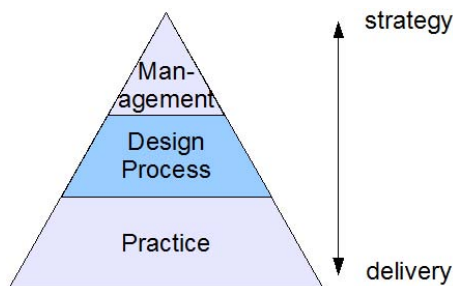 strategy
Man-
agement
Design
Process
Practice
delivery